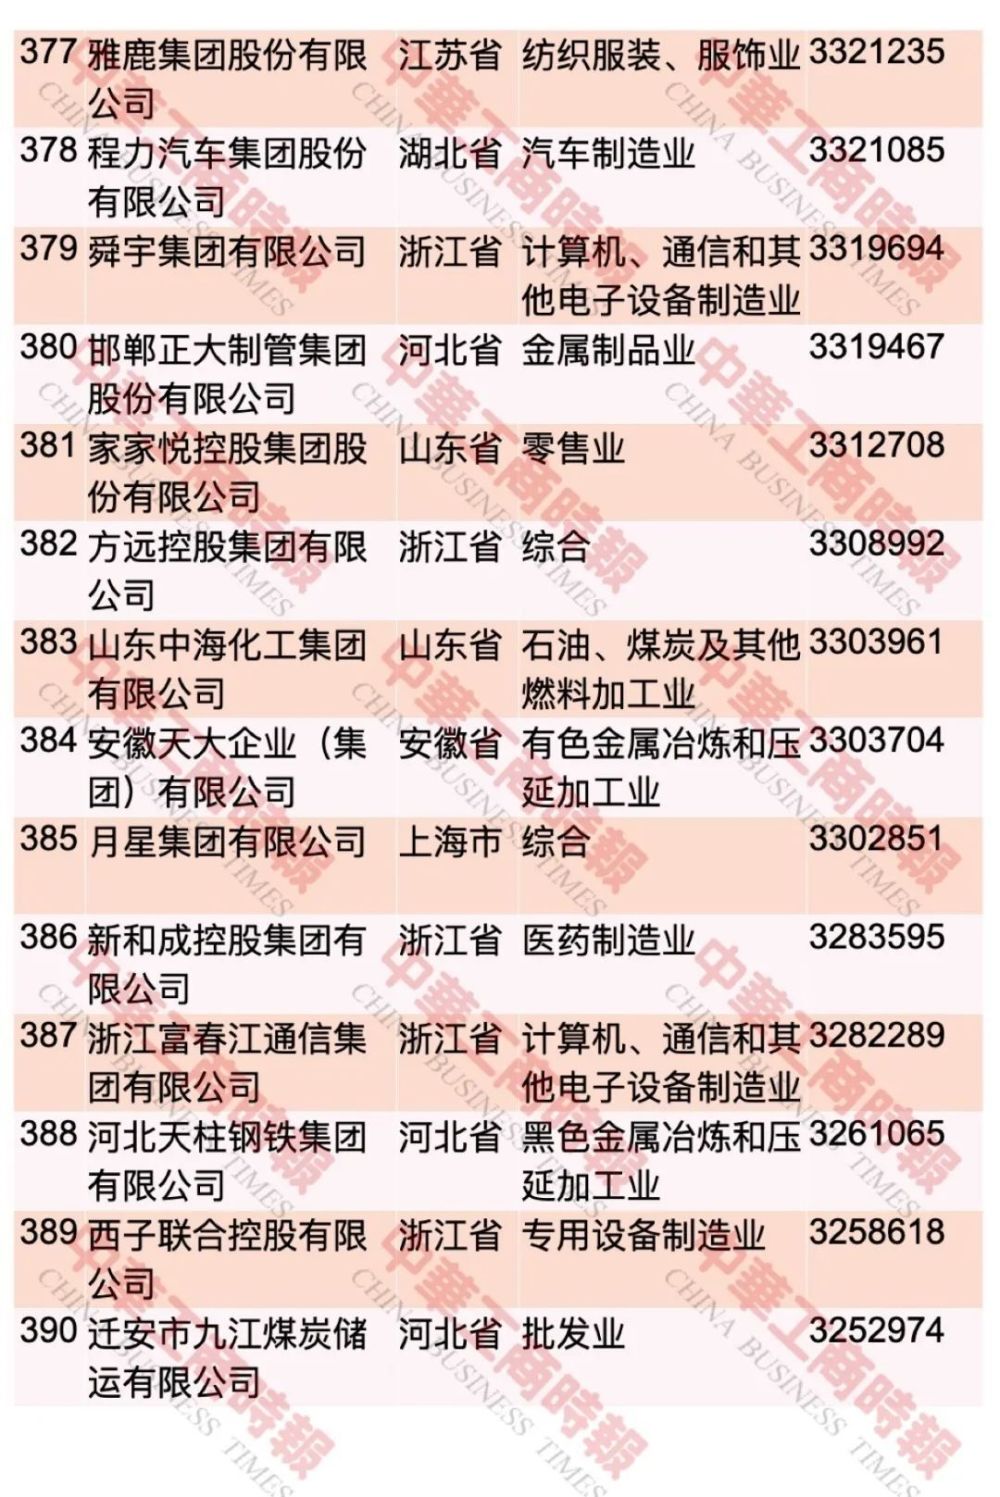 377 雅鹿集团股份有限 江苏省 纺织服装、服饰业 3321235
公司
378 程力汽车集团股份 湖北省 汽车制造业 3321085
有限公司
379 舜宇集团有限公司 浙江省 计算机、通信和其 3319694
他电子设备制造业
380 邯郸正大制管集团 河北省 金属制品业 3319467
股份有限公司
381 家家悦控股集团股 山东省 零售业 3312708
份有限公司
382 方远控股集团有限 浙江省 综合 3308992
公司
383 山东中海化工集团 山东省 石油、煤炭及其他 3303961
有限公司 燃料加工业
384 安徽天大企业（集 安徽省 有色金属冶炼和压 3303704
团）有限公司 延加工业
385 月星集团有限公司 上海市 综合 3302851
386 新和成控股集团有 浙江省 医药制造业 3283595
限公司
387 浙江富春江通信集 浙江省 计算机、通信和其 3282289
团有限公司 他电子设备制造业
388 河北天柱钢铁集团 河北省 黑色金属冶炼和压 3261065
有限公司 延加工业
389 西子联合控股有限 浙江省 专用设备制造业 3258618
公司
390 迁安市九江煤炭储 河北省 批发业 3252974
运有限公司
中華工商時報
CHINA BUSINESS TIMES